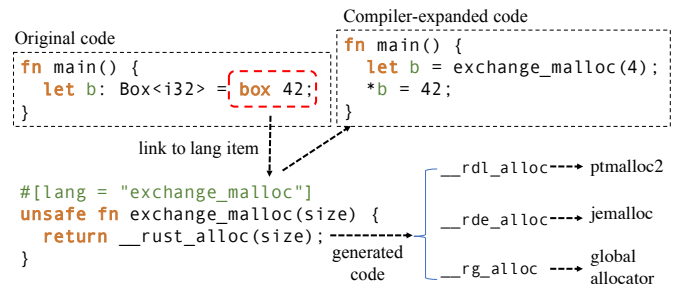 Original code
fn main() {
let b: Box<i32> = box 42;
}
Compiler-expanded code
fn main() {
let b = exchange_malloc(4);
*b = 42;
}
link to lang item
#[lang = "exchange_malloc"]
unsafe fn exchange_malloc(size) {
return __rust_alloc(size);
}
generated
code
__rdl_alloc
ptmalloc2
__rde_alloc
jemalloc
__rg_alloc
global
allocator